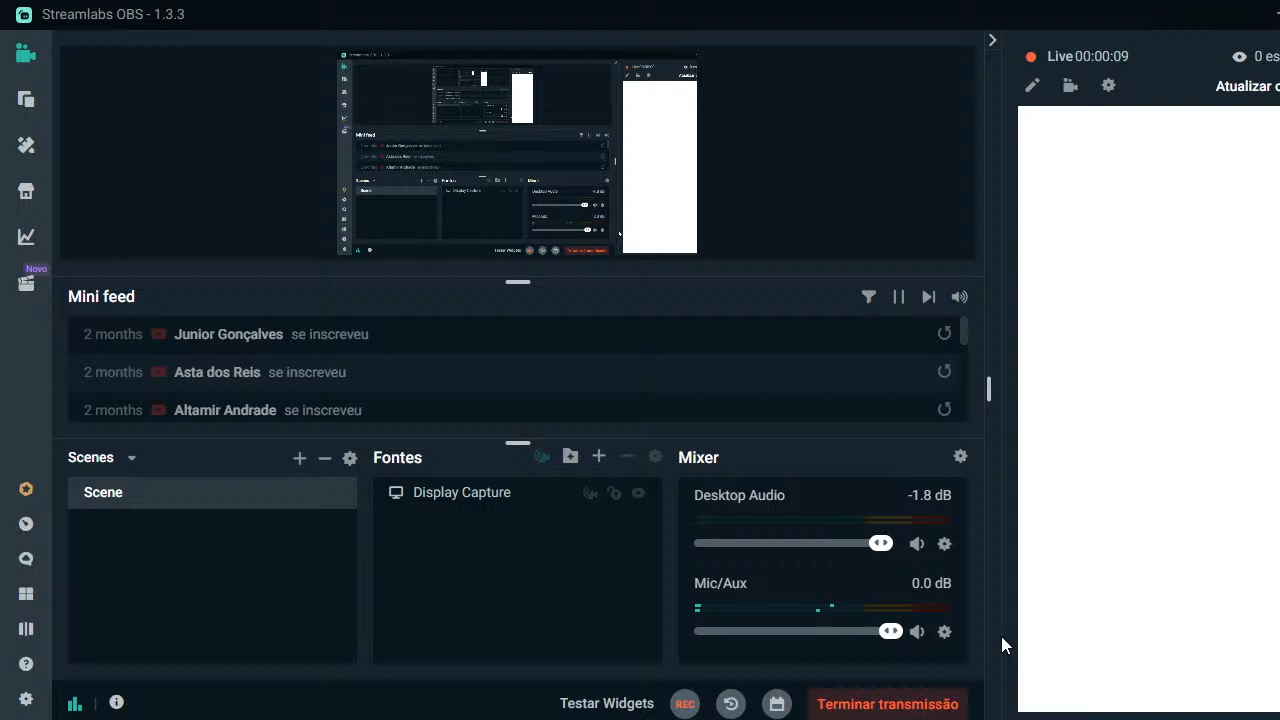 Streamlabs OBS - 1.3.3
Live 00:00:09
0 es
Atualizar c
Novo
Mini feed
2 months Junior Gonçalves se inscreveu
2 months Asta dos Reis se inscreveu
2 months Altamir Andrade se inscreveu
Scenes
Scene
Fontes
Display Capture
Mixer
Desktop Audio -1.8 dB
Mic/Aux 0.0 dB
Testar Widgets
REC
Terminar transmissão